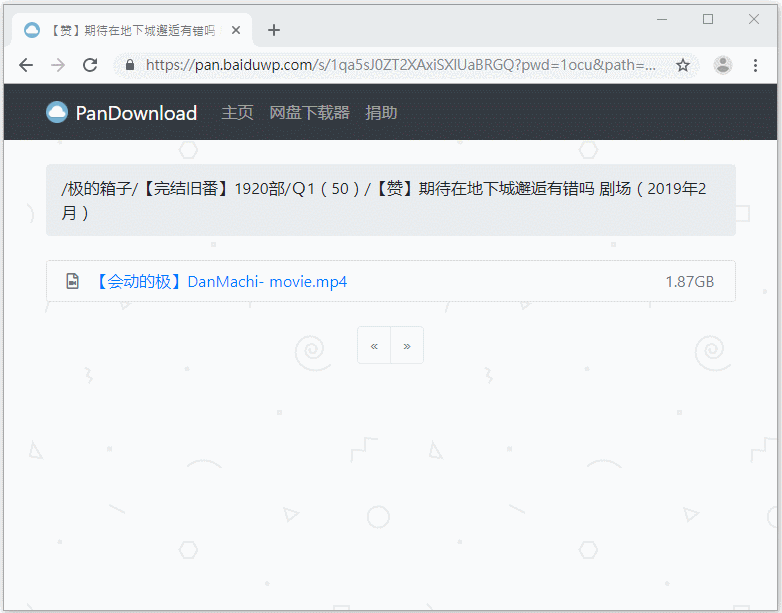 【赞】期待在地下城邂逅有错吗
https://pan.baiduwp.com/s/1qa5sJ0ZT2XAxiSXIUaBRGQ?pwd=1ocu&path=...
PanDownload 主页 网盘下载器 捐助
/极的箱子/【完结旧番】1920部/Q1（50）/【赞】期待在地下城邂逅有错吗 剧场（2019年2
月）
【会动的极】DanMachi- movie.mp4 1.87GB
« »